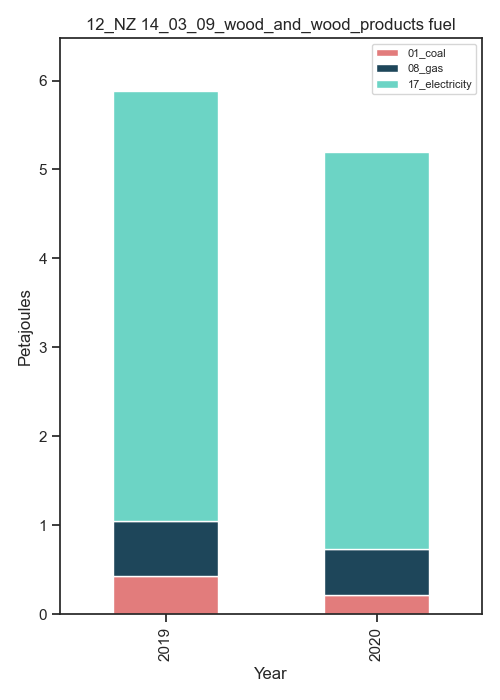 12_NZ 14_03_09_wood_and_wood_products fuel
01_coal
08_gas
17_electricity
6
5
4
3
2
1
0
Petajoules
2019
2020
Year